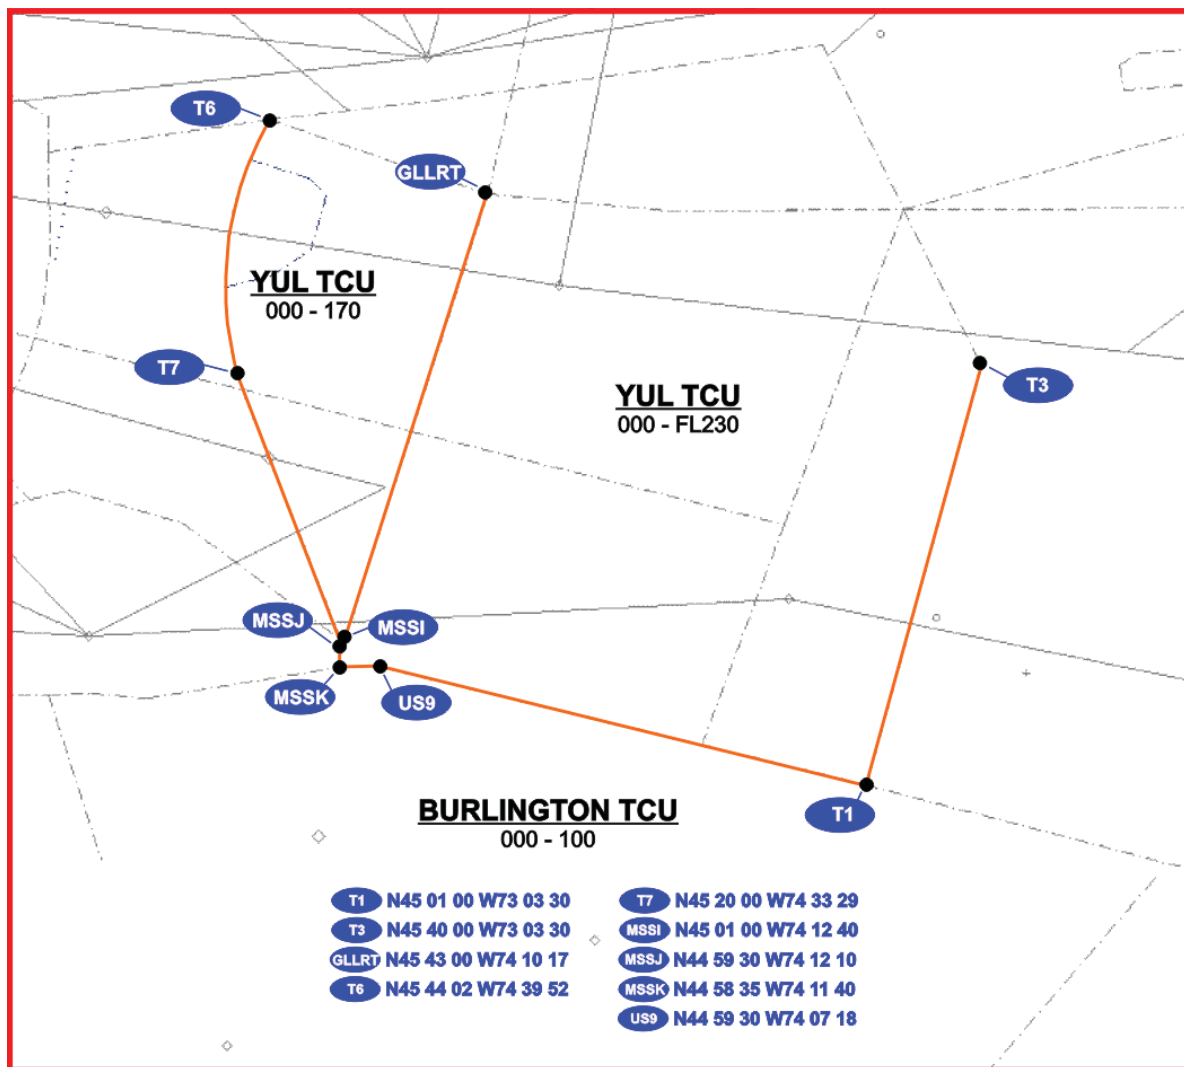 T6
GLLRT
YUL TCU
000 - 170
T7
YUL TCU
000 - FL230
T3
MSSJ
MSSI
MSSK
US9
BURLINGTON TCU
000 - 100
T1
T1 N45 01 00 W73 03 30
T3 N45 40 00 W73 03 30
GLLRT N45 43 00 W74 10 17
T6 N45 44 02 W74 39 52
T7 N45 20 00 W74 33 29
MSSI N45 01 00 W74 12 40
MSSJ N44 59 30 W74 12 10
MSSK N44 58 35 W74 11 40
US9 N44 59 30 W74 07 18